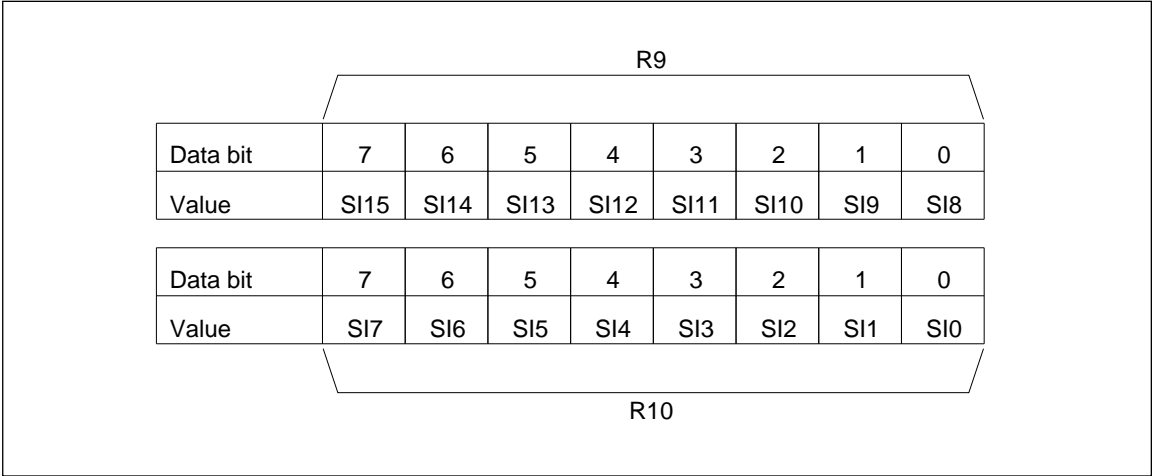 R9
Data bit 7 6 5 4 3 2 1 0
Value SI15 SI14 SI13 SI12 SI11 SI10 SI9 SI8
Data bit 7 6 5 4 3 2 1 0
Value SI7 SI6 SI5 SI4 SI3 SI2 SI1 SI0
R10